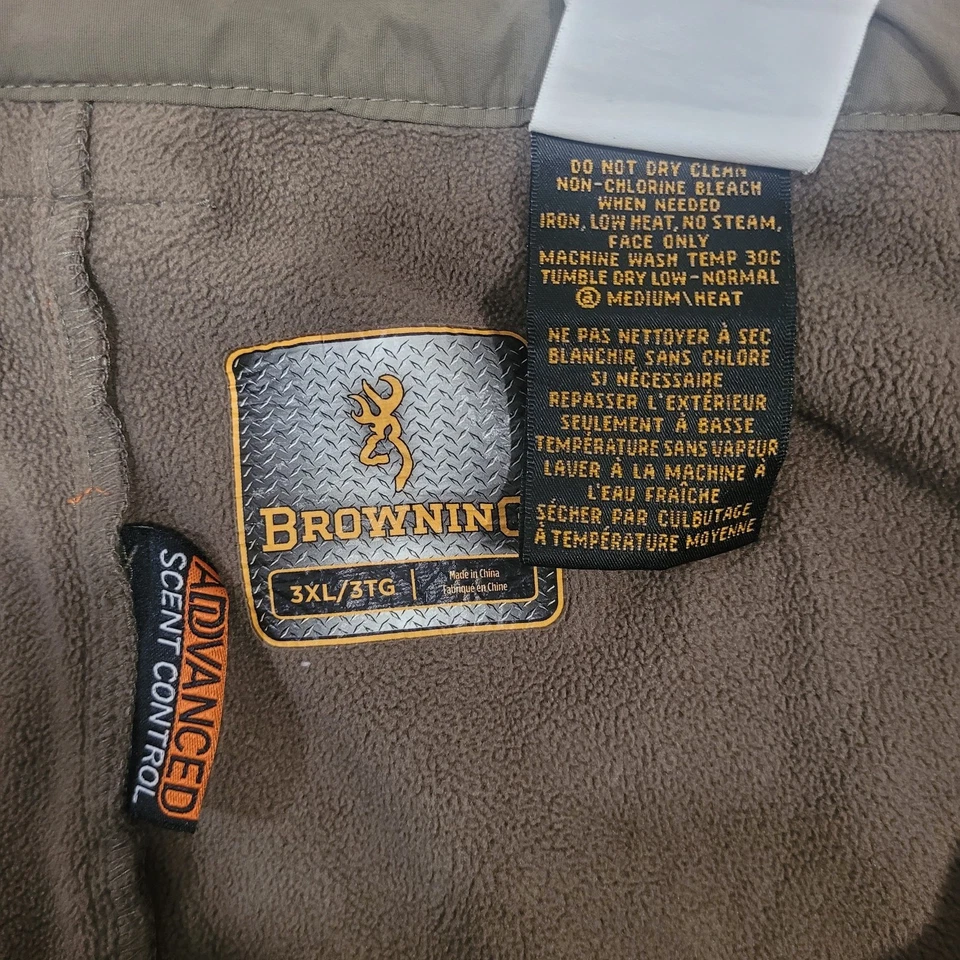 DO NOT DRY CLEAN
NON-CHLORINE BLEACH
WHEN NEEDED
IRON, LOW HEAT, NO STEAM,
FACE ONLY
MACHINE WASH TEMP 30C
TUMBLE DRY LOW-NORMAL
@ MEDIUM\HEAT
NE PAS NETTOYER À SEC
BLANCHIR SANS CHLORE
SI NÉCESSAIRE
REPASSER L'EXTÉRIEUR
SEULEMENT À BASSE
TEMPÉRATURE SANS VAPEUR
LAVER À LA MACHINE À
L'EAU FRAÎCHE
SÉCHER PAR CULBUTAGE
À TEMPÉRATURE MOYENNE
BROWNING
3XL/3TG
Made in China
Fabriqué en Chine
ADVANCED
SCENT CONTROL